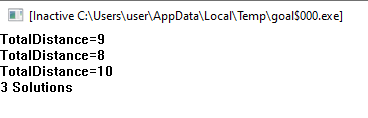 [Inactive C:\Users\user\AppData\Local\Temp\goal$000.exe]
TotalDistance=9
TotalDistance=8
TotalDistance=10
3 Solutions